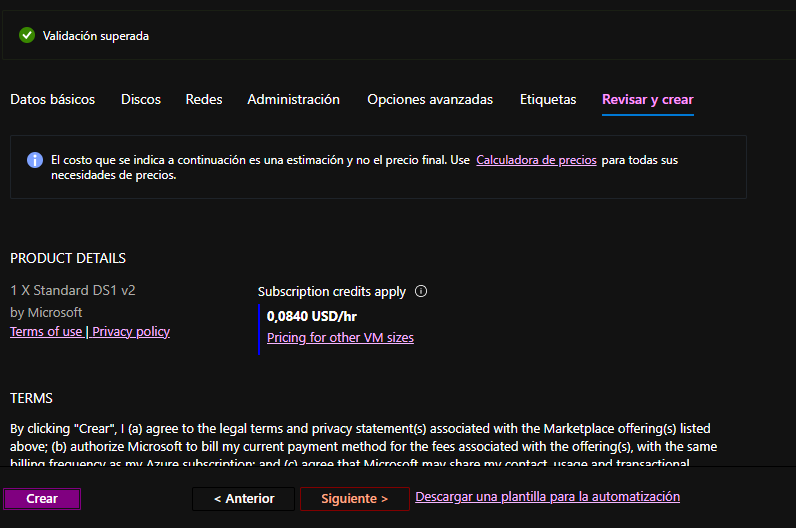 Validación superada
Datos básicos Discos Redes Administración Opciones avanzadas Etiquetas Revisar y crear
El costo que se indica a continuación es una estimación y no el precio final. Use Calculadora de precios para todas sus
necesidades de precios.
PRODUCT DETAILS
1 X Standard DS1 v2
by Microsoft
Terms of use | Privacy policy
Subscription credits apply
0,0840 USD/hr
Pricing for other VM sizes
TERMS
By clicking "Crear", I (a) agree to the legal terms and privacy statement(s) associated with the Marketplace offering(s) listed
above; (b) authorize Microsoft to bill my current payment method for the fees associated with the offering(s), with the same
billing frequency as my Azure subscription; and (c) agree that Microsoft may share my contact, usage and transactional
Crear < Anterior Siguiente > Descargar una plantilla para la automatización